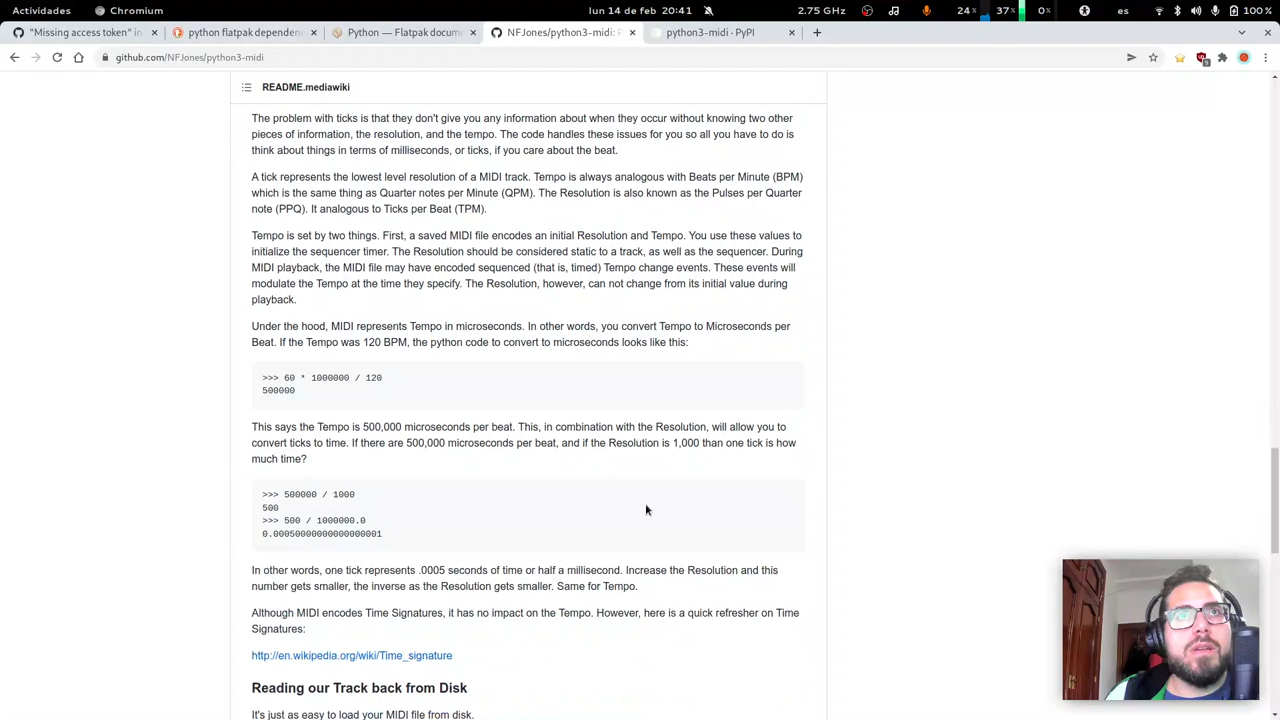 Actividades
Chromium
lun 14 de feb 20:41
2.75 GHz
24 %
37 %
0 %
es
100 %
"Missing access token" in
python flatpak dependen
Python — Flatpak docume
NFJones/python3-midi: P
python3-midi · PyPI
github.com/NFJones/python3-midi
README.mediawiki
The problem with ticks is that they don't give you any information about when they occur without knowing two other
pieces of information, the resolution, and the tempo. The code handles these issues for you so all you have to do is
think about things in terms of milliseconds, or ticks, if you care about the beat.
A tick represents the lowest level resolution of a MIDI track. Tempo is always analogous with Beats per Minute (BPM)
which is the same thing as Quarter notes per Minute (QPM). The Resolution is also known as the Pulses per Quarter
note (PPQ). It analogous to Ticks per Beat (TPM).
Tempo is set by two things. First, a saved MIDI file encodes an initial Resolution and Tempo. You use these values to
initialize the sequencer timer. The Resolution should be considered static to a track, as well as the sequencer. During
MIDI playback, the MIDI file may have encoded sequenced (that is, timed) Tempo change events. These events will
modulate the Tempo at the time they specify. The Resolution, however, can not change from its initial value during
playback.
Under the hood, MIDI represents Tempo in microseconds. In other words, you convert Tempo to Microseconds per
Beat. If the Tempo was 120 BPM, the python code to convert to microseconds looks like this:
>>> 60 * 1000000 / 120
500000
This says the Tempo is 500,000 microseconds per beat. This, in combination with the Resolution, will allow you to
convert ticks to time. If there are 500,000 microseconds per beat, and if the Resolution is 1,000 than one tick is how
much time?
>>> 500000 / 1000
500
>>> 500 / 1000000.0
0.00050000000000000001
In other words, one tick represents .0005 seconds of time or half a millisecond. Increase the Resolution and this
number gets smaller, the inverse as the Resolution gets smaller. Same for Tempo.
Although MIDI encodes Time Signatures, it has no impact on the Tempo. However, here is a quick refresher on Time
Signatures:
http://en.wikipedia.org/wiki/Time_signature
Reading our Track back from Disk
It's just as easy to load your MIDI file from disk.